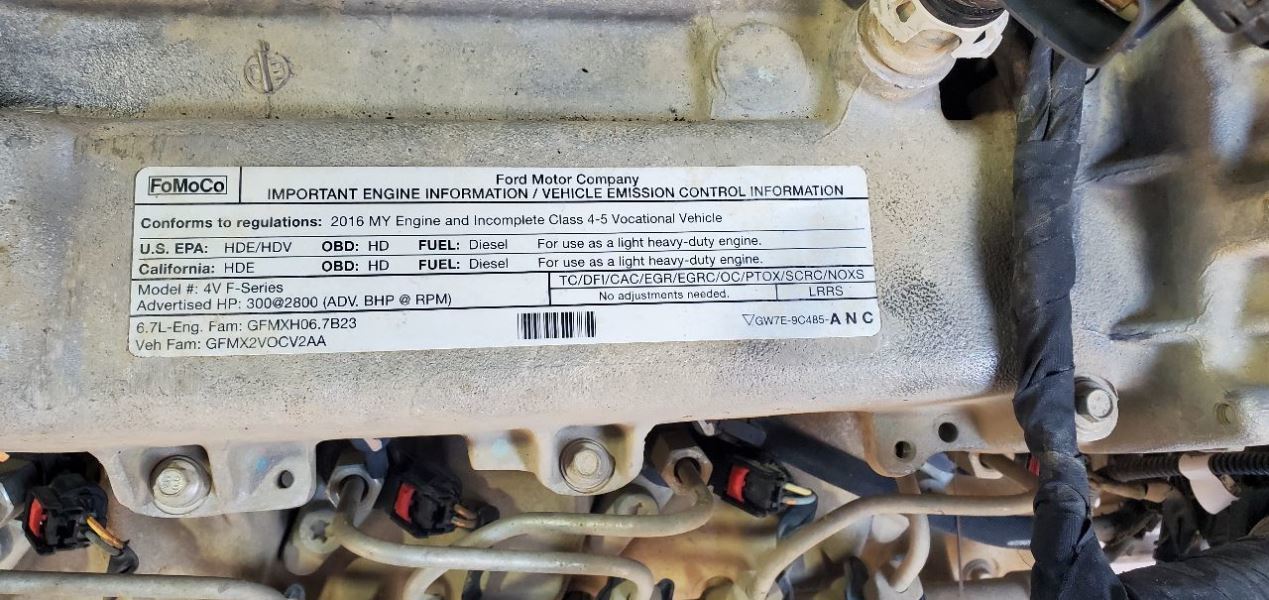 FoMoCo
Ford Motor Company
IMPORTANT ENGINE INFORMATION / VEHICLE EMISSION CONTROL INFORMATION
Conforms to regulations: 2016 MY Engine and Incomplete Class 4-5 Vocational Vehicle
U.S. EPA: HDE/HDV OBD: HD FUEL: Diesel For use as a light heavy-duty engine.
California: HDE OBD: HD FUEL: Diesel For use as a light heavy-duty engine.
Model #: 4V F-Series
Advertised HP: 300@2800 (ADV. BHP @ RPM)
TC/DFI/CAC/EGR/EGRC/OC/PTOX/SCRC/NOXS
No adjustments needed. LRRS
6.7L-Eng. Fam: GFMXH06.7B23
Veh Fam: GFMX2VOCV2AA
▽GW7E-9C485-A N C